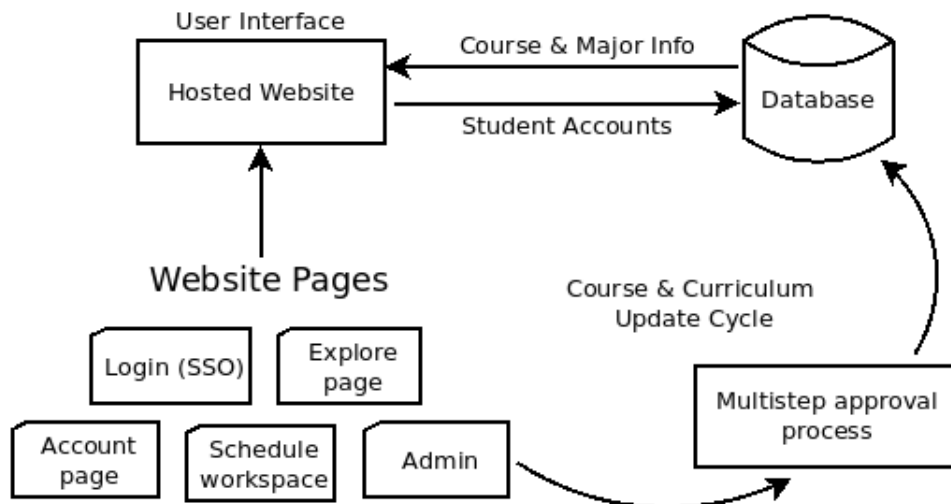 User Interface
Hosted Website
Course & Major Info
Student Accounts
Database
Website Pages
Login (SSO)
Explore
page
Account
page
Schedule
workspace
Admin
Course & Curriculum
Update Cycle
Multistep approval
process